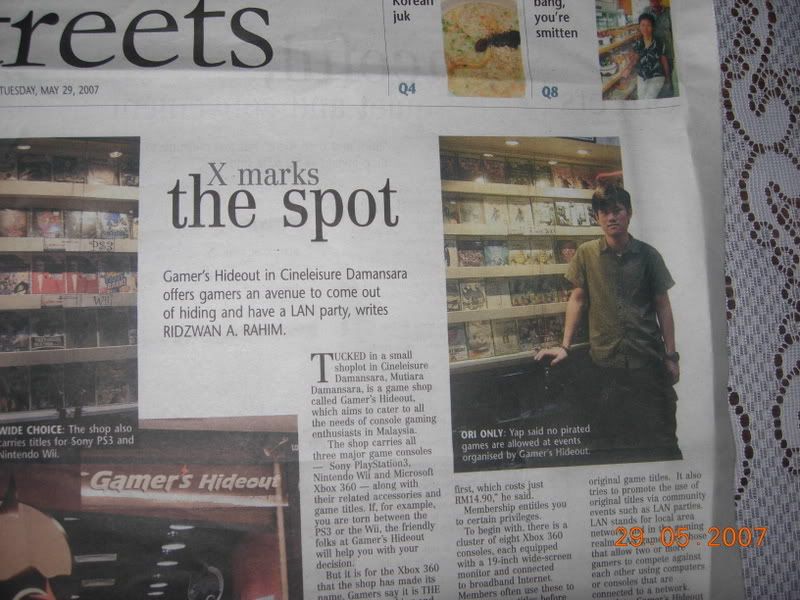 treets
Korean
juk
Q4
bang,
you're
smitten
Q8
TUESDAY, MAY 29, 2007
X marks
the spot
Gamer's Hideout in Cineleisure Damansara
offers gamers an avenue to come out
of hiding and have a LAN party, writes
RIDZWAN A. RAHIM.
PS3
Wii
WIDE CHOICE: The shop also
carries titles for Sony PS3 and
Nintendo Wii.
Gamer's Hideout
TUCKED in a small
shoplot in Cineleisure
Damansara, Mutiara
Damansara, is a game shop
called Gamer's Hideout,
which aims to cater to all
the needs of console gaming
enthusiasts in Malaysia.
The shop carries all
three major game consoles
— Sony PlayStation3,
Nintendo Wii and Microsoft
Xbox 360 — along with
their related accessories and
game titles. If, for example,
you are torn between the
PS3 or the Wii, the friendly
folks at Gamer's Hideout
will help you with your
decision.
But it is for the Xbox 360
that the shop has made its
name. Gamers say it is THE
ORI ONLY: Yap said no pirated
games are allowed at events
organised by Gamer's Hideout.
first, which costs just
RM14.90," he said.
Membership entitles you
to certain privileges.
To begin with, there is a
cluster of eight Xbox 360
consoles, each equipped
with a 19-inch wide-screen
monitor and connected
to broadband Internet.
Members often use these to
titles before
original game titles. It also
tries to promote the use of
original titles via community
events such as LAN parties.
LAN stands for local area
network in gaming
that allow two or
gamers to compete against
each other using computers
or consoles that are
connected to a network.
Gamer's Hideout
29.05.2007